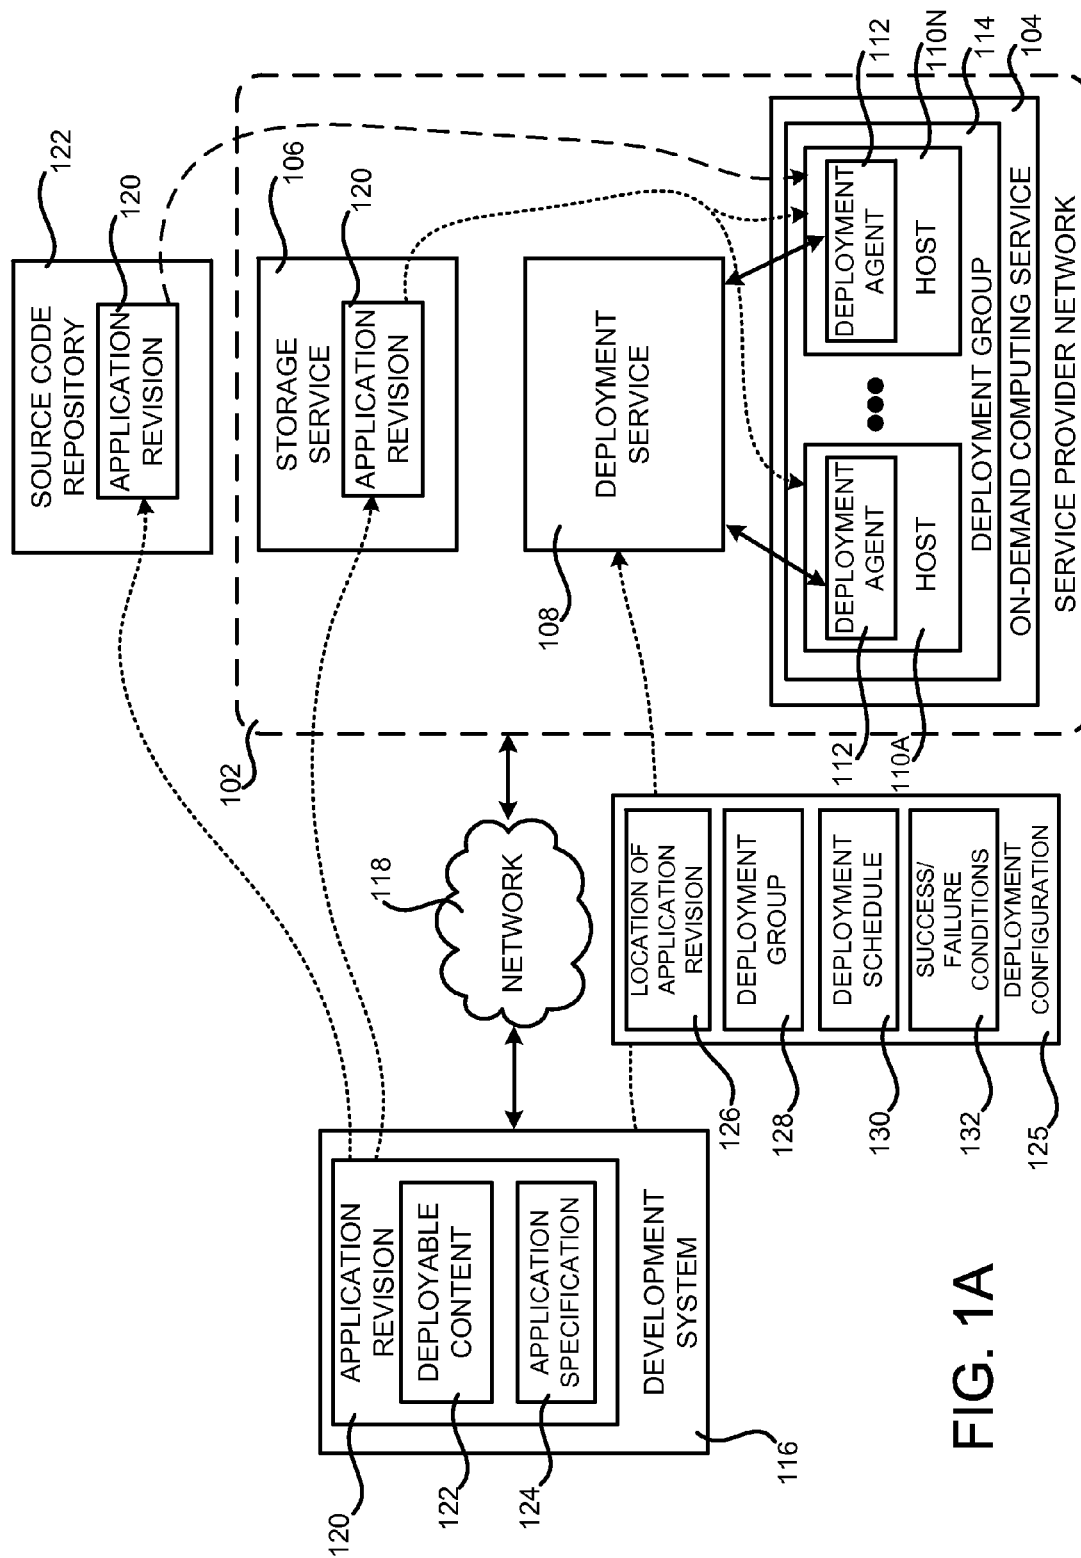 122
SOURCE CODE
REPOSITORY
120
APPLICATION
REVISION
106
STORAGE
SERVICE
120
APPLICATION
REVISION
DEPLOYMENT
SERVICE
108
112
110N
114
104
DEPLOYMENT
AGENT
HOST
DEPLOYMENT
AGENT
HOST
DEPLOYMENT GROUP
ON-DEMAND COMPUTING SERVICE
SERVICE PROVIDER NETWORK
112
110A
102
118
NETWORK
LOCATION OF
APPLICATION
REVISION
DEPLOYMENT
GROUP
DEPLOYMENT
SCHEDULE
SUCCESS/
FAILURE
CONDITIONS
DEPLOYMENT
CONFIGURATION
126
128
130
132
125
APPLICATION
REVISION
DEPLOYABLE
CONTENT
APPLICATION
SPECIFICATION
DEVELOPMENT
SYSTEM
120
122
124
116
FIG. 1A